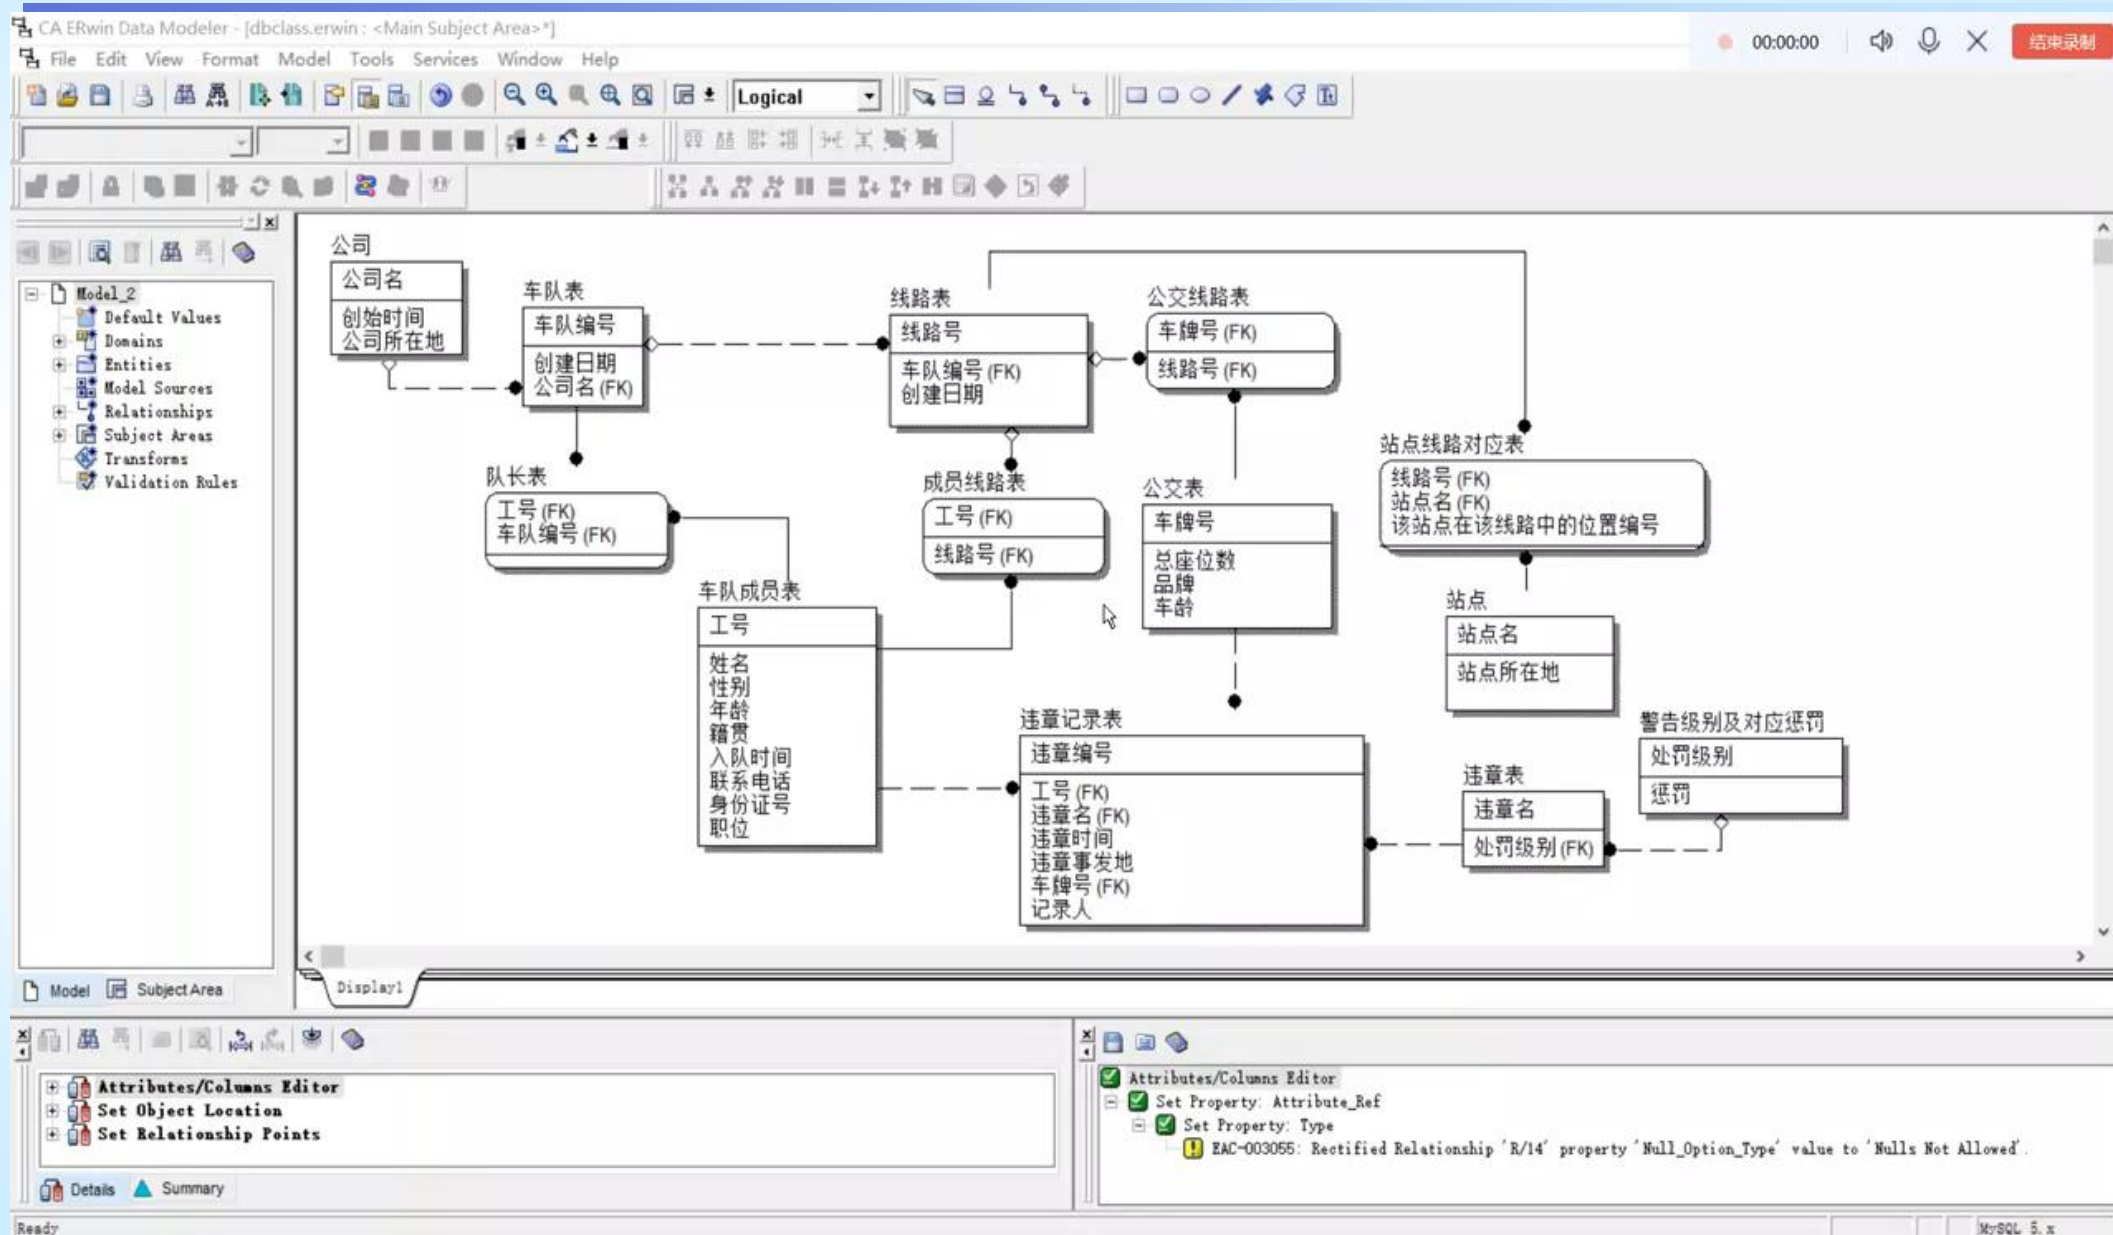 CA ERwin Data Modeler - [dbclass.erwin : <Main Subject Area>*]
00:00:00
结束录制
File Edit View Format Model Tools Services Window Help
Logical
Model_2
Default Values
Domains
Entities
Model Sources
Relationships
Subject Areas
Transforms
Validation Rules
Model
Subject Area
公司
公司名
创始时间
公司所在地
车队表
车队编号
创建日期
公司名 (FK)
线路表
线路号
车队编号 (FK)
创建日期
公交线路表
车牌号 (FK)
线路号 (FK)
队长表
工号 (FK)
车队编号 (FK)
成员线路表
工号 (FK)
线路号 (FK)
公交表
车牌号
总座位数
品牌
车龄
站点线路对应表
线路号 (FK)
站点名 (FK)
该站点在该线路中的位置编号
车队成员表
工号
姓名
性别
年龄
籍贯
入队时间
联系电话
身份证号
职位
站点
站点名
站点所在地
违章记录表
违章编号
工号 (FK)
违章名 (FK)
违章时间
违章事发地
车牌号 (FK)
记录人
违章表
违章名
处罚级别 (FK)
警告级别及对应惩罚
处罚级别
惩罚
Display1
Attributes/Columns Editor
Set Object Location
Set Relationship Points
Details
Summary
Attributes/Columns Editor
Set Property: Attribute_Ref
Set Property: Type
EAC-003055: Rectified Relationship 'R/14' property 'Null_Option_Type' value to 'Nulls Not Allowed'.
Ready
MySQL 5.x